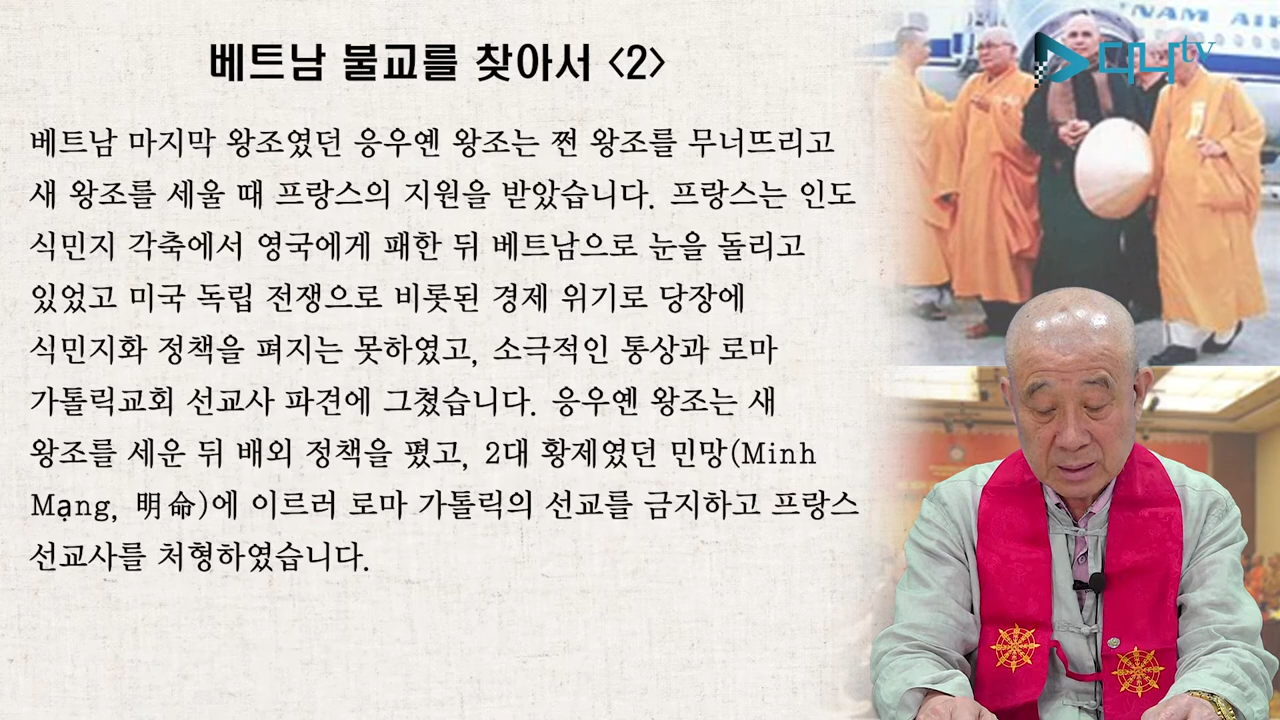 베트남 불교를 찾아서 <2>
베트남 마지막 왕조였던 응우옌 왕조는 쩐 왕조를 무너뜨리고
새 왕조를 세울 때 프랑스의 지원을 받았습니다. 프랑스는 인도
식민지 각축에서 영국에게 패한 뒤 베트남으로 눈을 돌리고
있었고 미국 독립 전쟁으로 비롯된 경제 위기로 당장에
식민지화 정책을 펴지는 못하였고, 소극적인 통상과 로마
가톨릭교회 선교사 파견에 그쳤습니다. 응우옌 왕조는 새
왕조를 세운 뒤 배외 정책을 폈고, 2대 황제였던 민망(Minh
Mạng, 明命)에 이르러 로마 가톨릭의 선교를 금지하고 프랑스
선교사를 처형하였습니다.
NAM AIR
다나tv